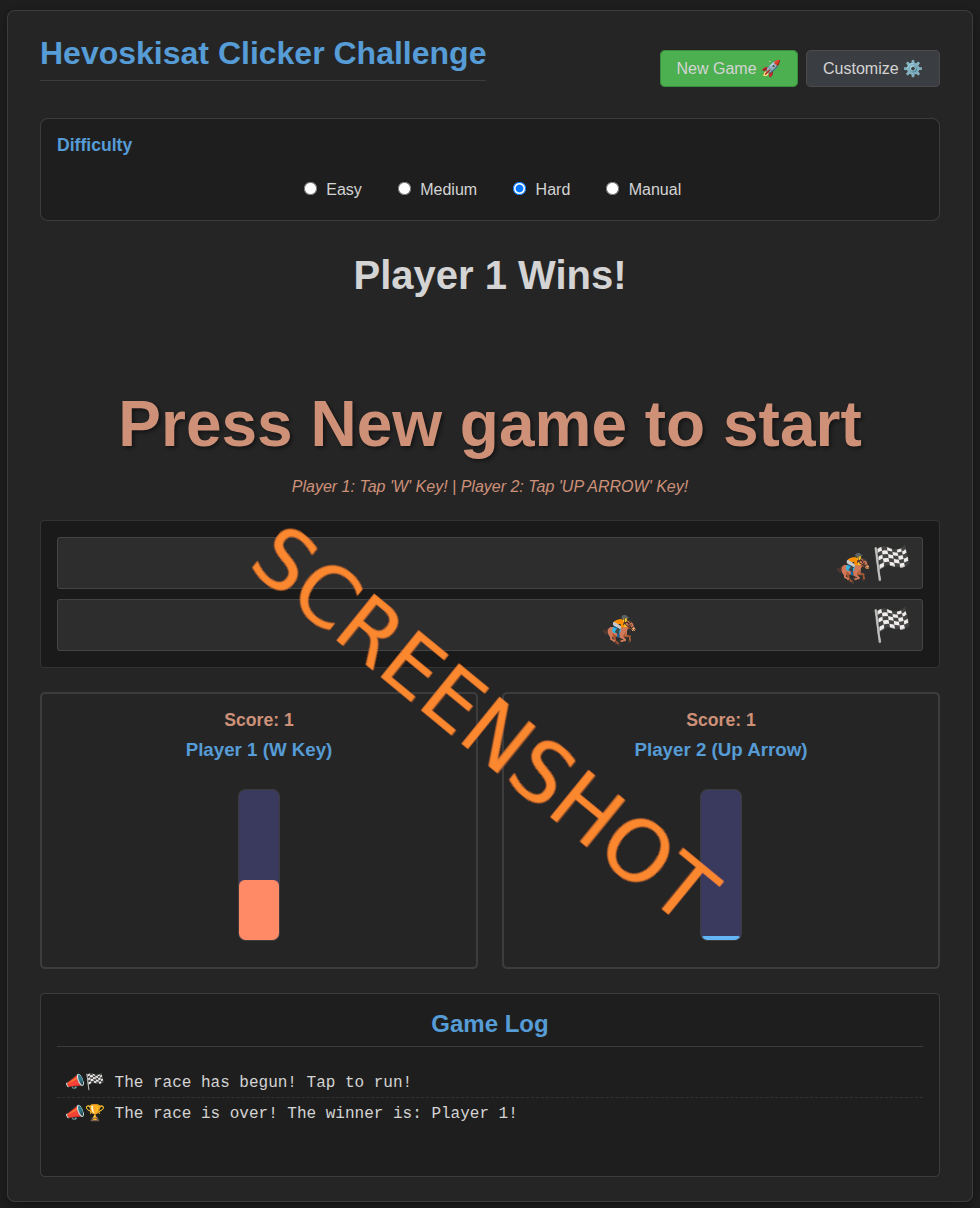 Hevoskisat Clicker Challenge
New Game 🚀
Customize ⚙️
Difficulty
Easy
Medium
Hard
Manual
Player 1 Wins!
Press New game to start
Player 1: Tap 'W' Key! | Player 2: Tap 'UP ARROW' Key!
SCREENSHOT
Score: 1
Player 1 (W Key)
Score: 1
Player 2 (Up Arrow)
Game Log
📣🏁 The race has begun! Tap to run!
📣🏆 The race is over! The winner is: Player 1!